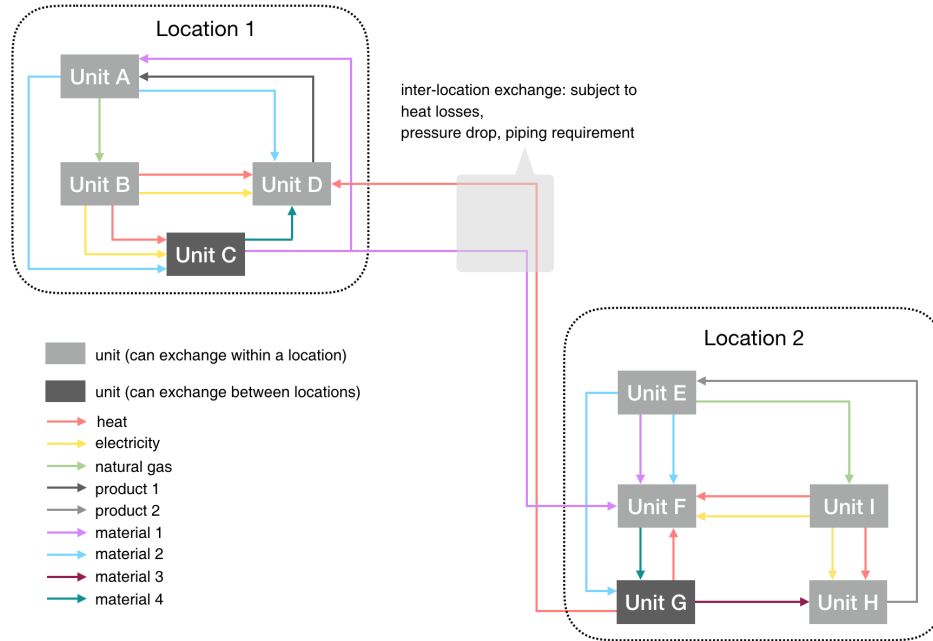 Location 1
Unit A
Unit B
Unit D
Unit C
inter-location exchange: subject to
heat losses,
pressure drop, piping requirement
Location 2
Unit E
Unit F
Unit I
Unit G
Unit H
unit (can exchange within a location)
unit (can exchange between locations)
heat
electricity
natural gas
product 1
product 2
material 1
material 2
material 3
material 4